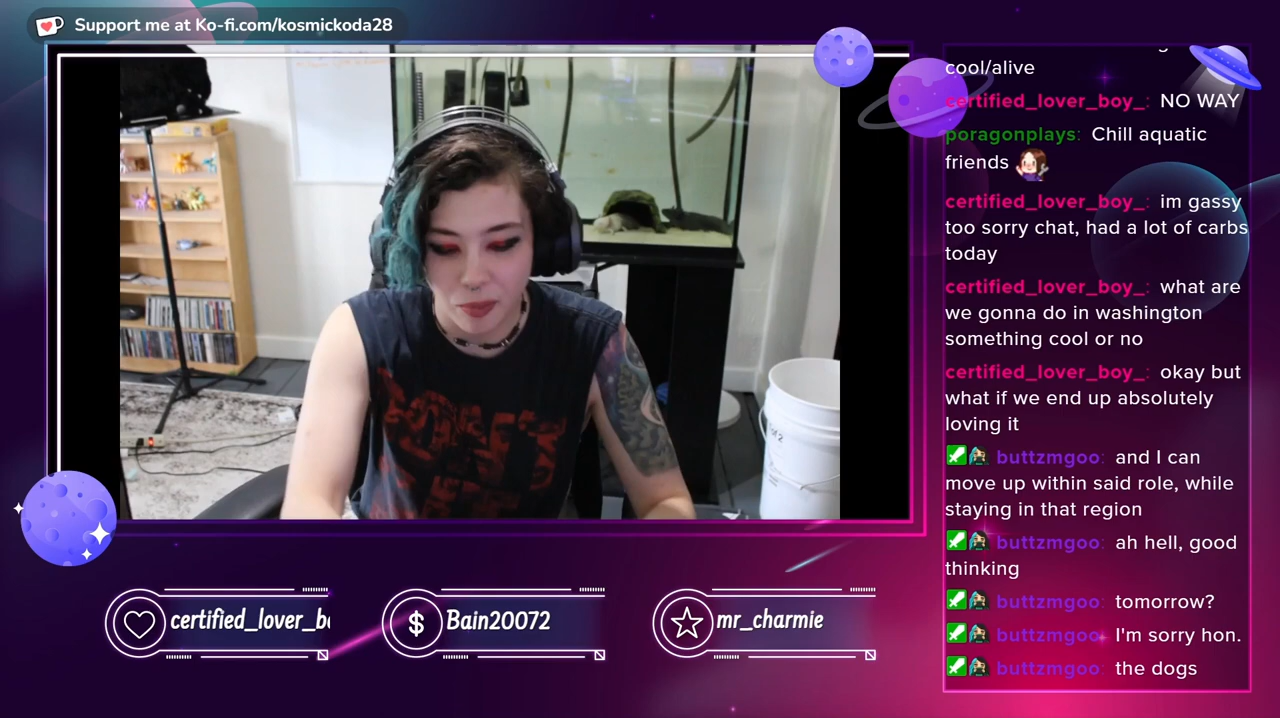 Support me at Ko-fi.com/kosmickoda28
cool/alive
certified_lover_boy_: NO WAY
poragonplays: Chill aquatic
friends
certified_lover_boy_: im gassy
too sorry chat, had a lot of carbs
today
certified_lover_boy_: what are
we gonna do in washington
something cool or no
certified_lover_boy_: okay but
what if we end up absolutely
loving it
buttzmgoo: and I can
move up within said role, while
staying in that region
buttzmgoo: ah hell, good
thinking
buttzmgoo: tomorrow?
buttzmgoo: I'm sorry hon.
buttzmgoo: the dogs
DON'T
certified_lover_bo
Bain20072
mr_charmie